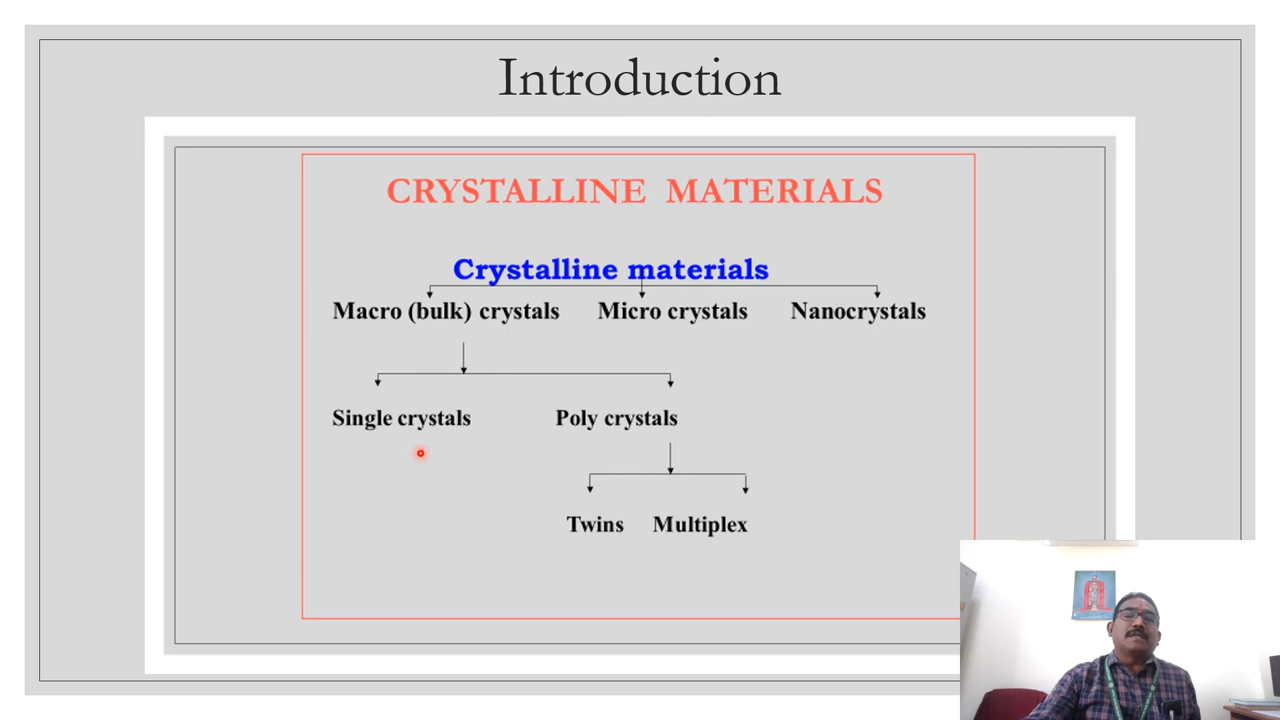 Introduction
CRYSTALLINE MATERIALS
Crystalline materials
Macro (bulk) crystals Micro crystals Nanocrystals
Single crystals Poly crystals
Twins Multiplex